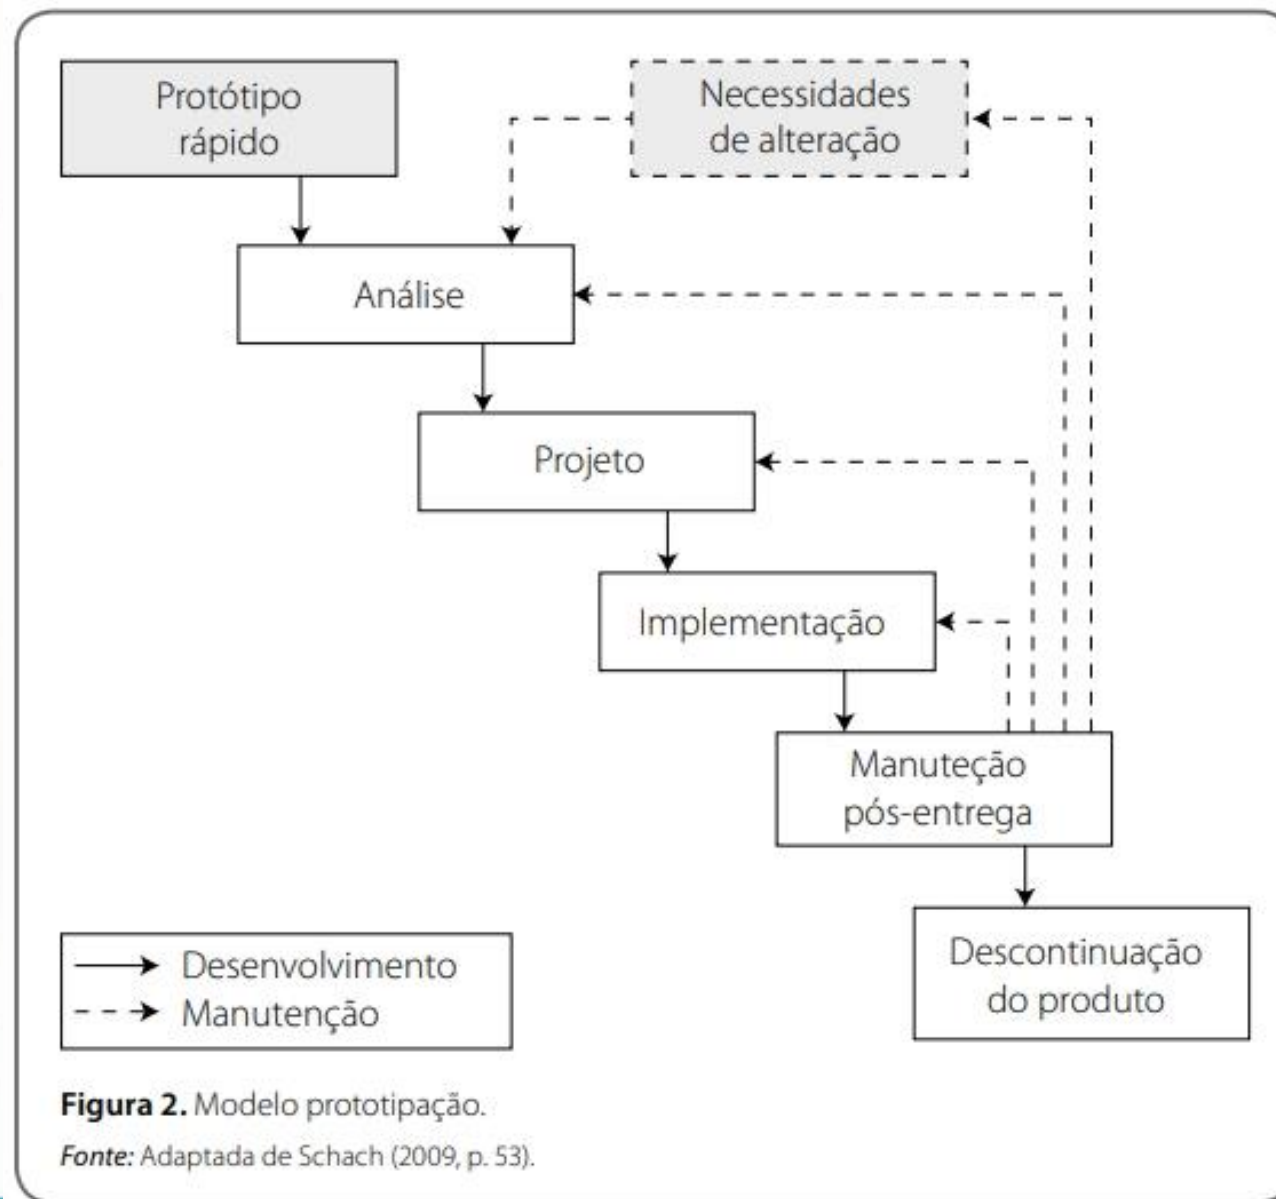 Protótipo
rápido
Necessidades
de alteração
Análise
Projeto
Implementação
Manuteção
pós-entrega
Descontinuação
do produto
Desenvolvimento
Manutenção
Figura 2. Modelo prototipação.
Fonte: Adaptada de Schach (2009, p. 53).